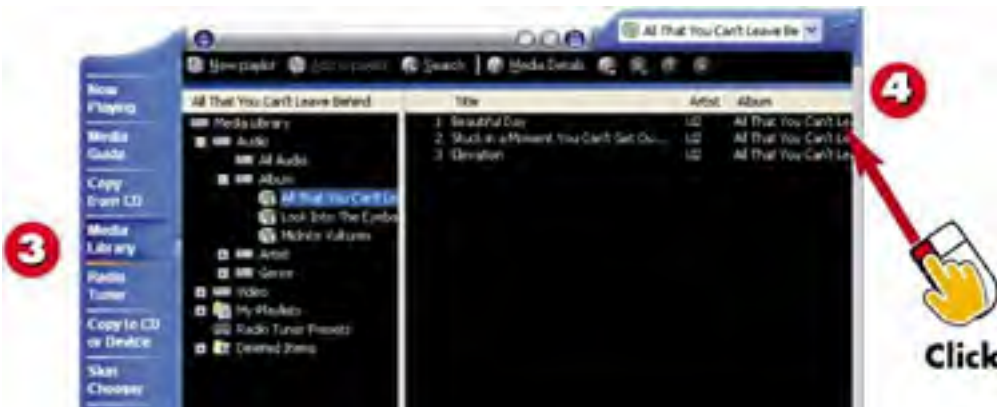 All That You Can't Leave Be
New playlist Add to playlist Search Media Details
Now
Playing
Media
Guide
Copy
from CD
3
Media
Library
Radio
Tuner
Copy to CD
or Device
Skin
Chooser
All That You Can't Leave Behind
Media Library
Audio
All Audio
Album
All That You Can't Le
Look Into The Eyeba
Midnite Vultures
Artist
Genre
Video
My Playlists
Radio Tuner Presets
Deleted Items
Title Artist Album
1 Beautiful Day U2 All That You Can't Lea
2 Stuck in a Moment You Can't Get Ou... U2 All That You Can't Le
3 Elevation U2 All That You Can't Le
4
Click